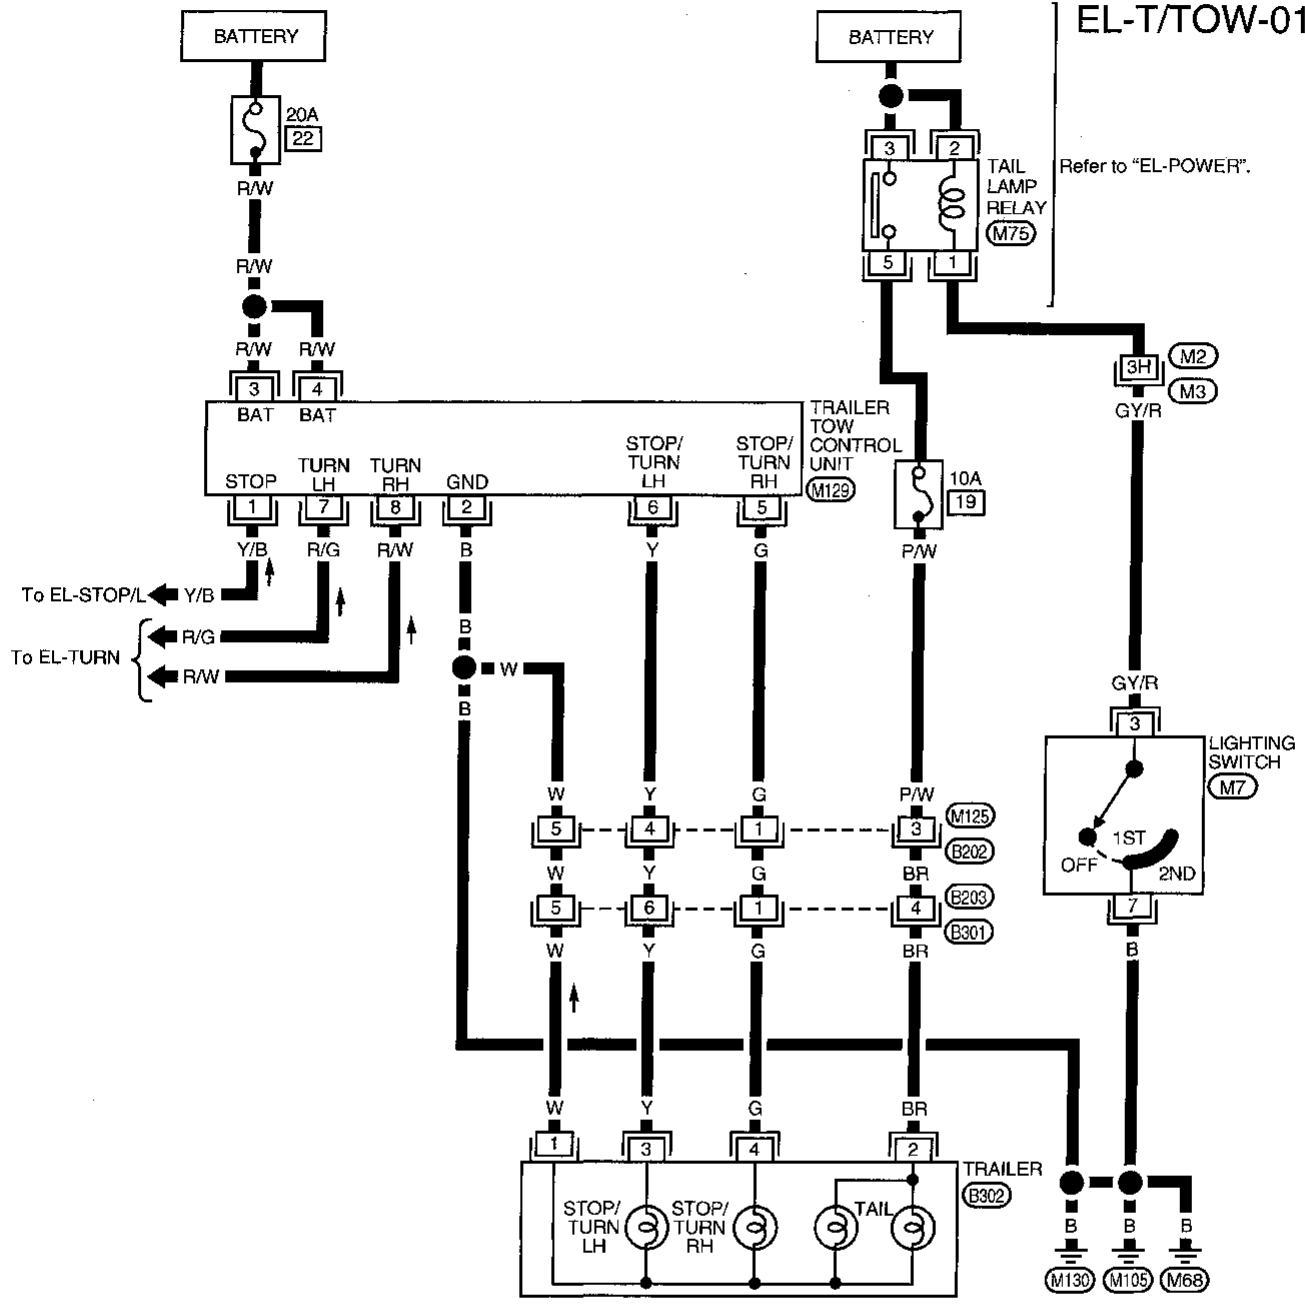 EL-T/TOW-01
BATTERY
BATTERY
20A
22
R/W
3
2
TAIL
LAMP
RELAY
M75
Refer to "EL-POWER".
R/W
5
1
R/W
R/W
3H
M2
M3
GY/R
3
4
BAT
BAT
TRAILER
TOW
CONTROL
UNIT
M129
STOP
TURN
LH
TURN
RH
GND
STOP/
TURN
LH
STOP/
TURN
RH
10A
19
1
7
8
2
6
5
Y/B
R/G
R/W
B
Y
G
P/W
To EL-STOP/L
Y/B
To EL-TURN
R/G
R/W
B
W
B
GY/R
3
LIGHTING
SWITCH
M7
OFF
1ST
2ND
7
B
W
Y
G
P/W
5
4
1
3
M125
B202
W
Y
G
BR
5
6
1
4
B203
B301
W
Y
G
BR
W
Y
G
BR
1
3
4
2
TRAILER
B302
STOP/
TURN
LH
STOP/
TURN
RH
TAIL
B
B
B
M130
M105
M68